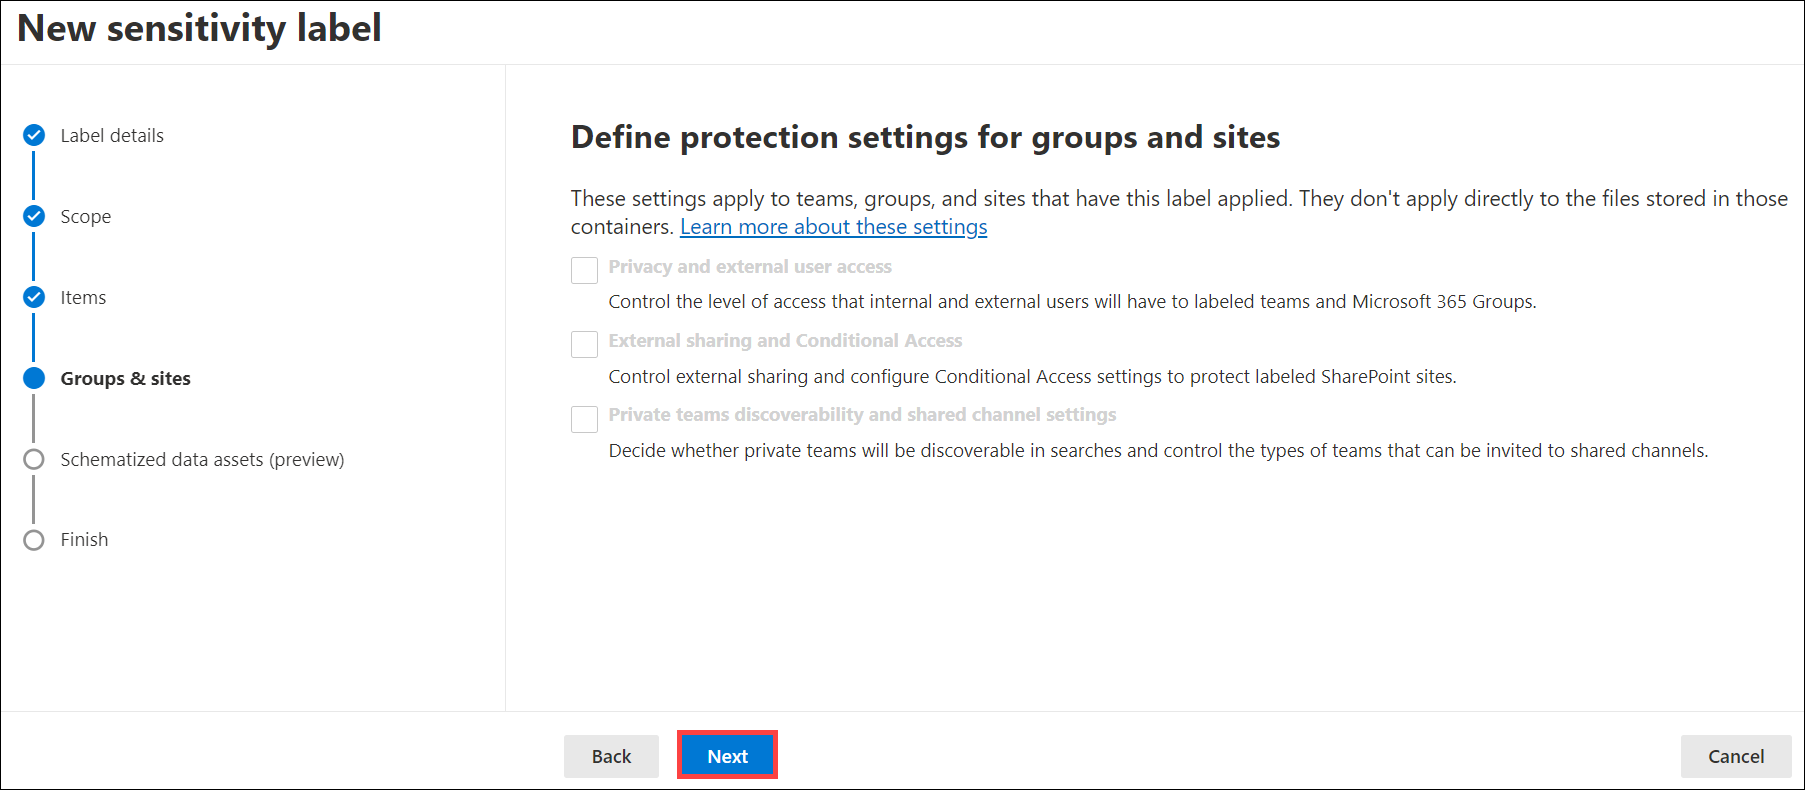 New sensitivity label
Label details
Scope
Items
Groups & sites
Schematized data assets (preview)
Finish
Define protection settings for groups and sites
These settings apply to teams, groups, and sites that have this label applied. They don't apply directly to the files stored in those
containers. Learn more about these settings
Privacy and external user access
Control the level of access that internal and external users will have to labeled teams and Microsoft 365 Groups.
External sharing and Conditional Access
Control external sharing and configure Conditional Access settings to protect labeled SharePoint sites.
Private teams discoverability and shared channel settings
Decide whether private teams will be discoverable in searches and control the types of teams that can be invited to shared channels.
Back
Next
Cancel